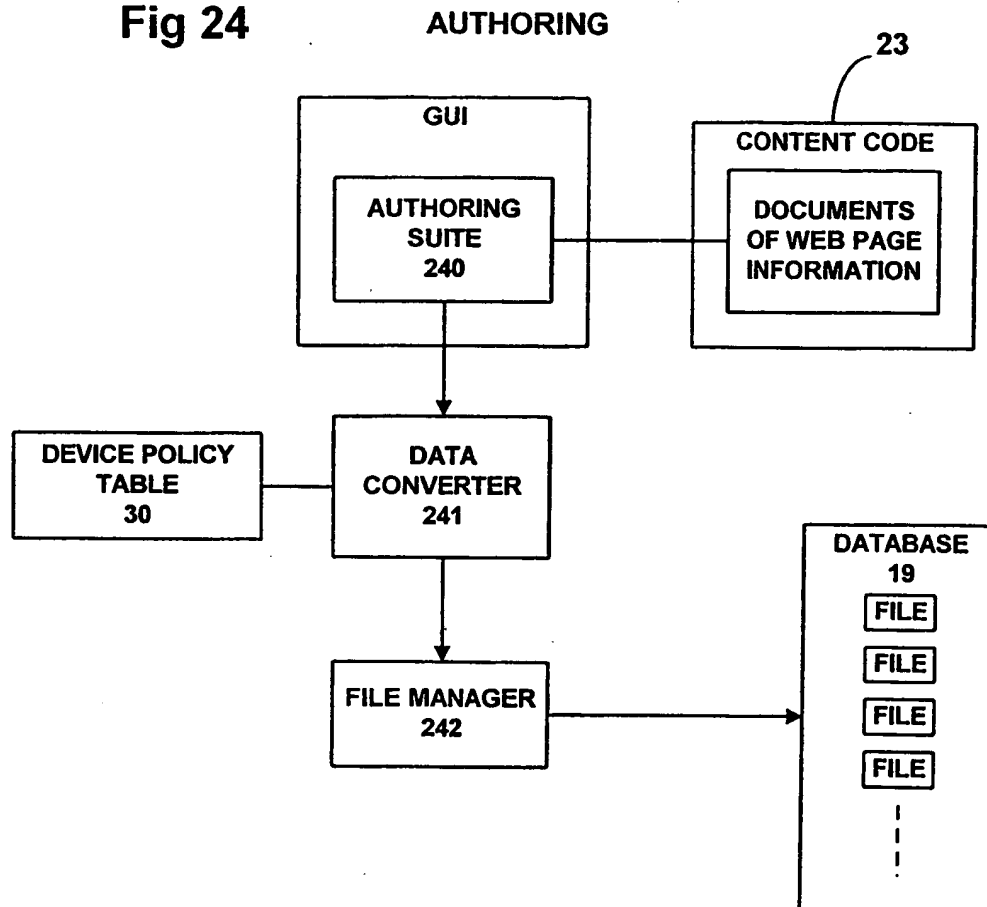 Fig 24
AUTHORING
23
GUI
CONTENT CODE
AUTHORING
SUITE
240
DOCUMENTS
OF WEB PAGE
INFORMATION
DEVICE POLICY
TABLE
30
DATA
CONVERTER
241
DATABASE
19
FILE
FILE
FILE
FILE
FILE MANAGER
242